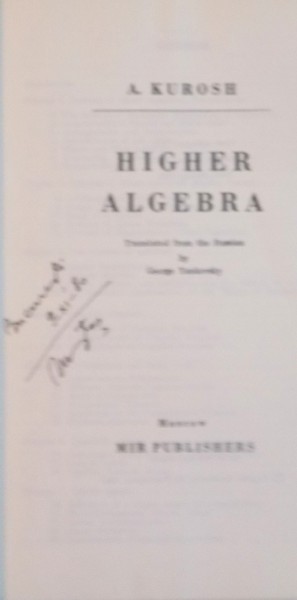 A. KUROSH
HIGHER
ALGEBRA
Translated from the Russian
by
George Yankovsky
Moscow
MIR PUBLISHERS